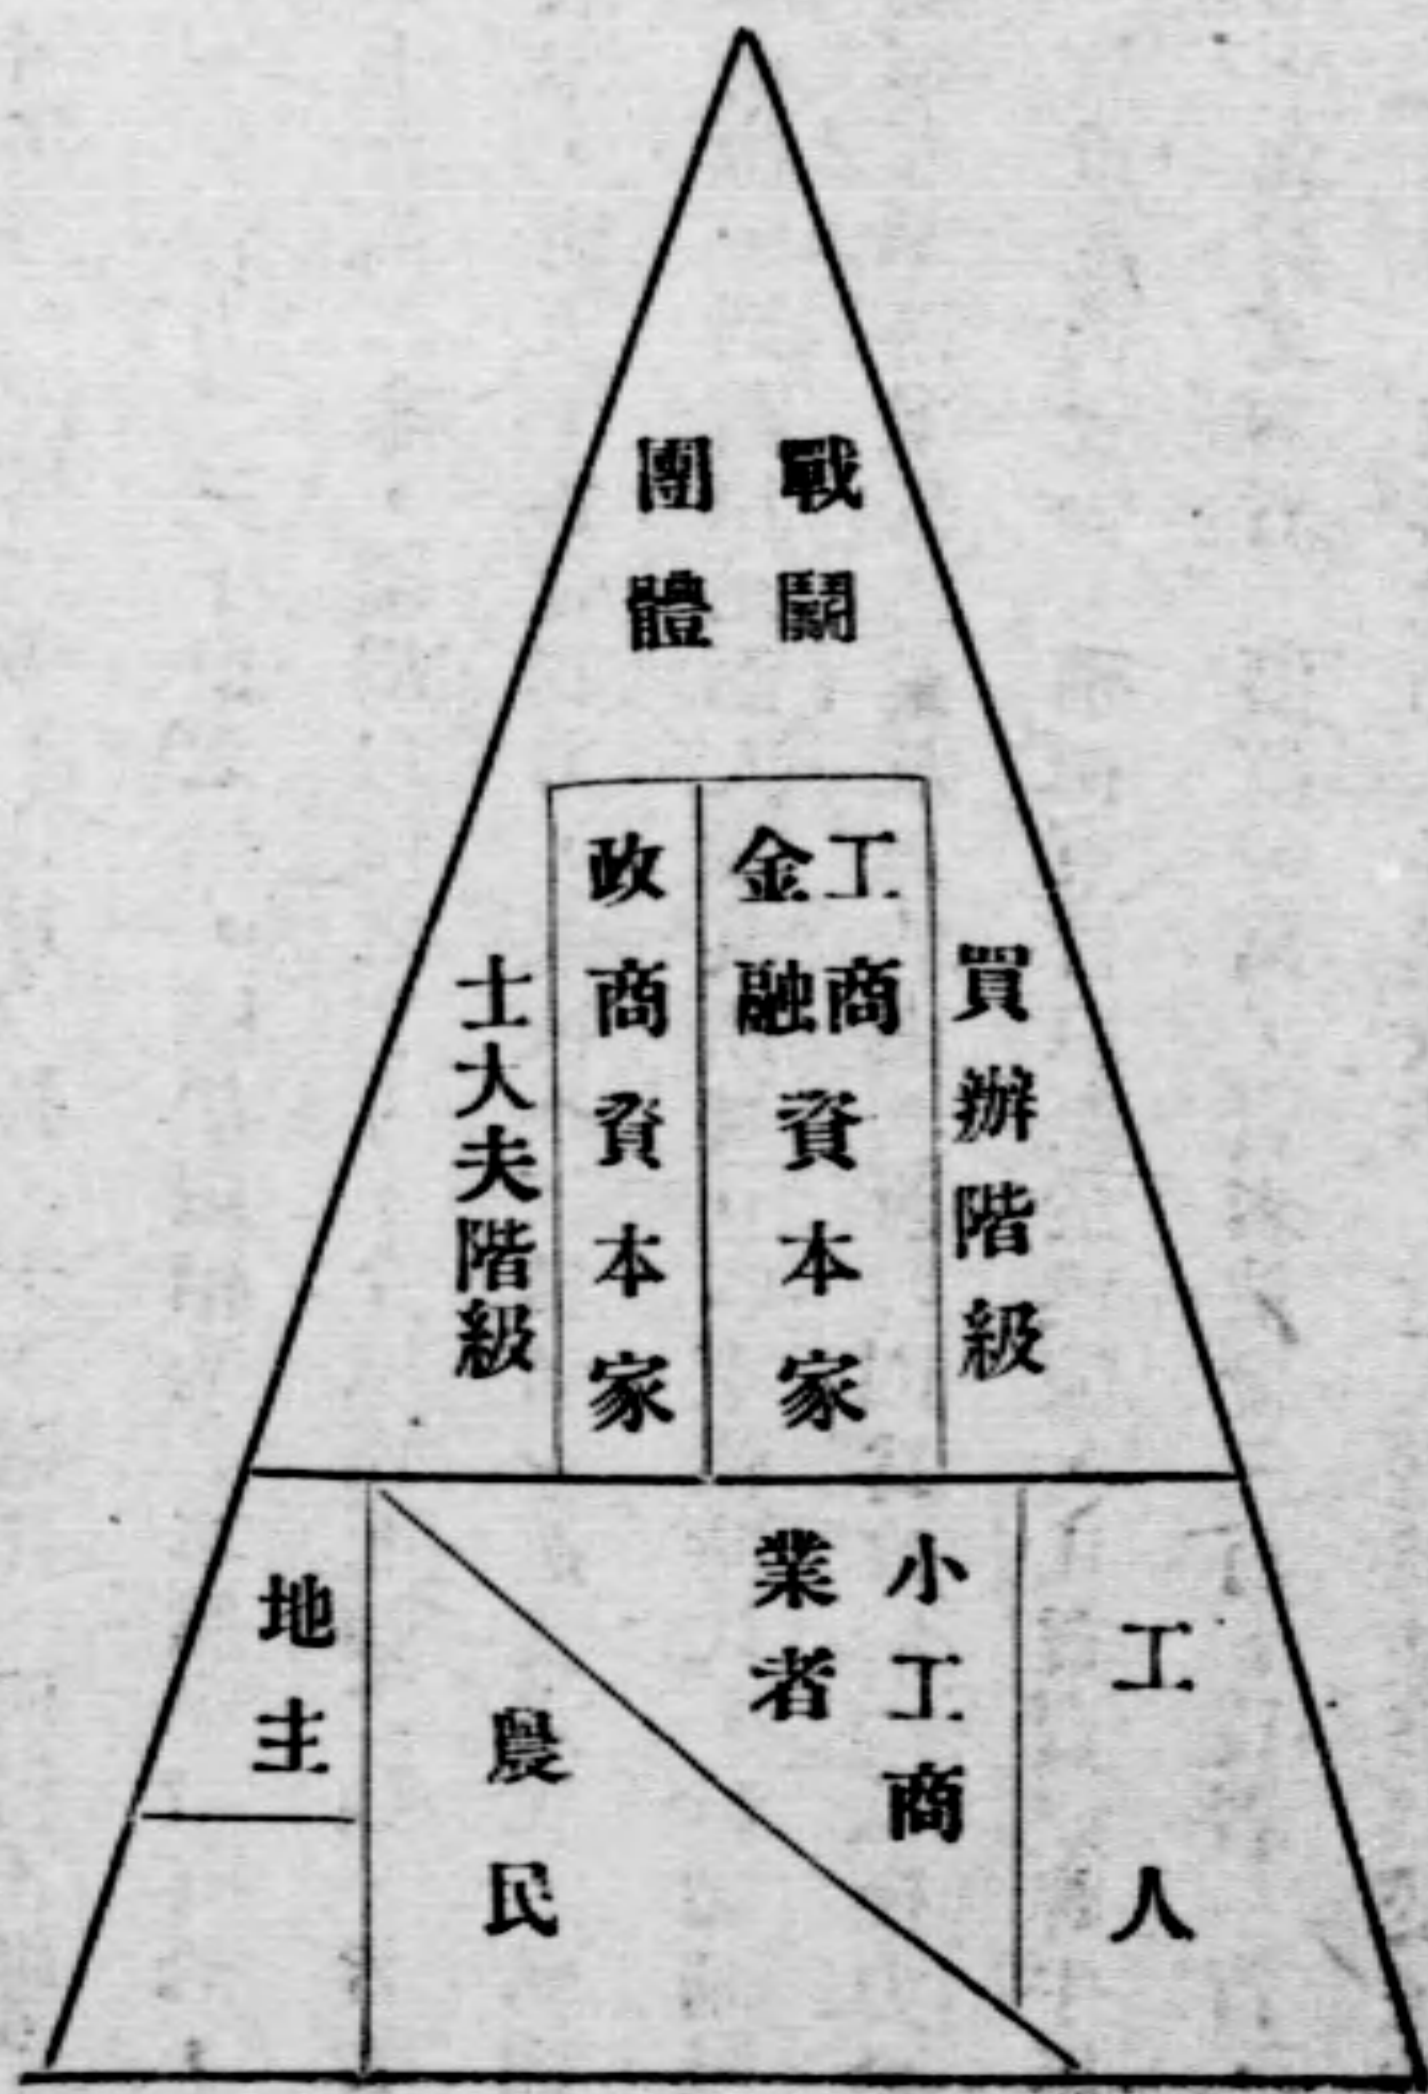 戰鬭
團體
買辦階級
工商
金融
資本家
政商資本家
士大夫階級
工人
小工商
業者
農民
地主